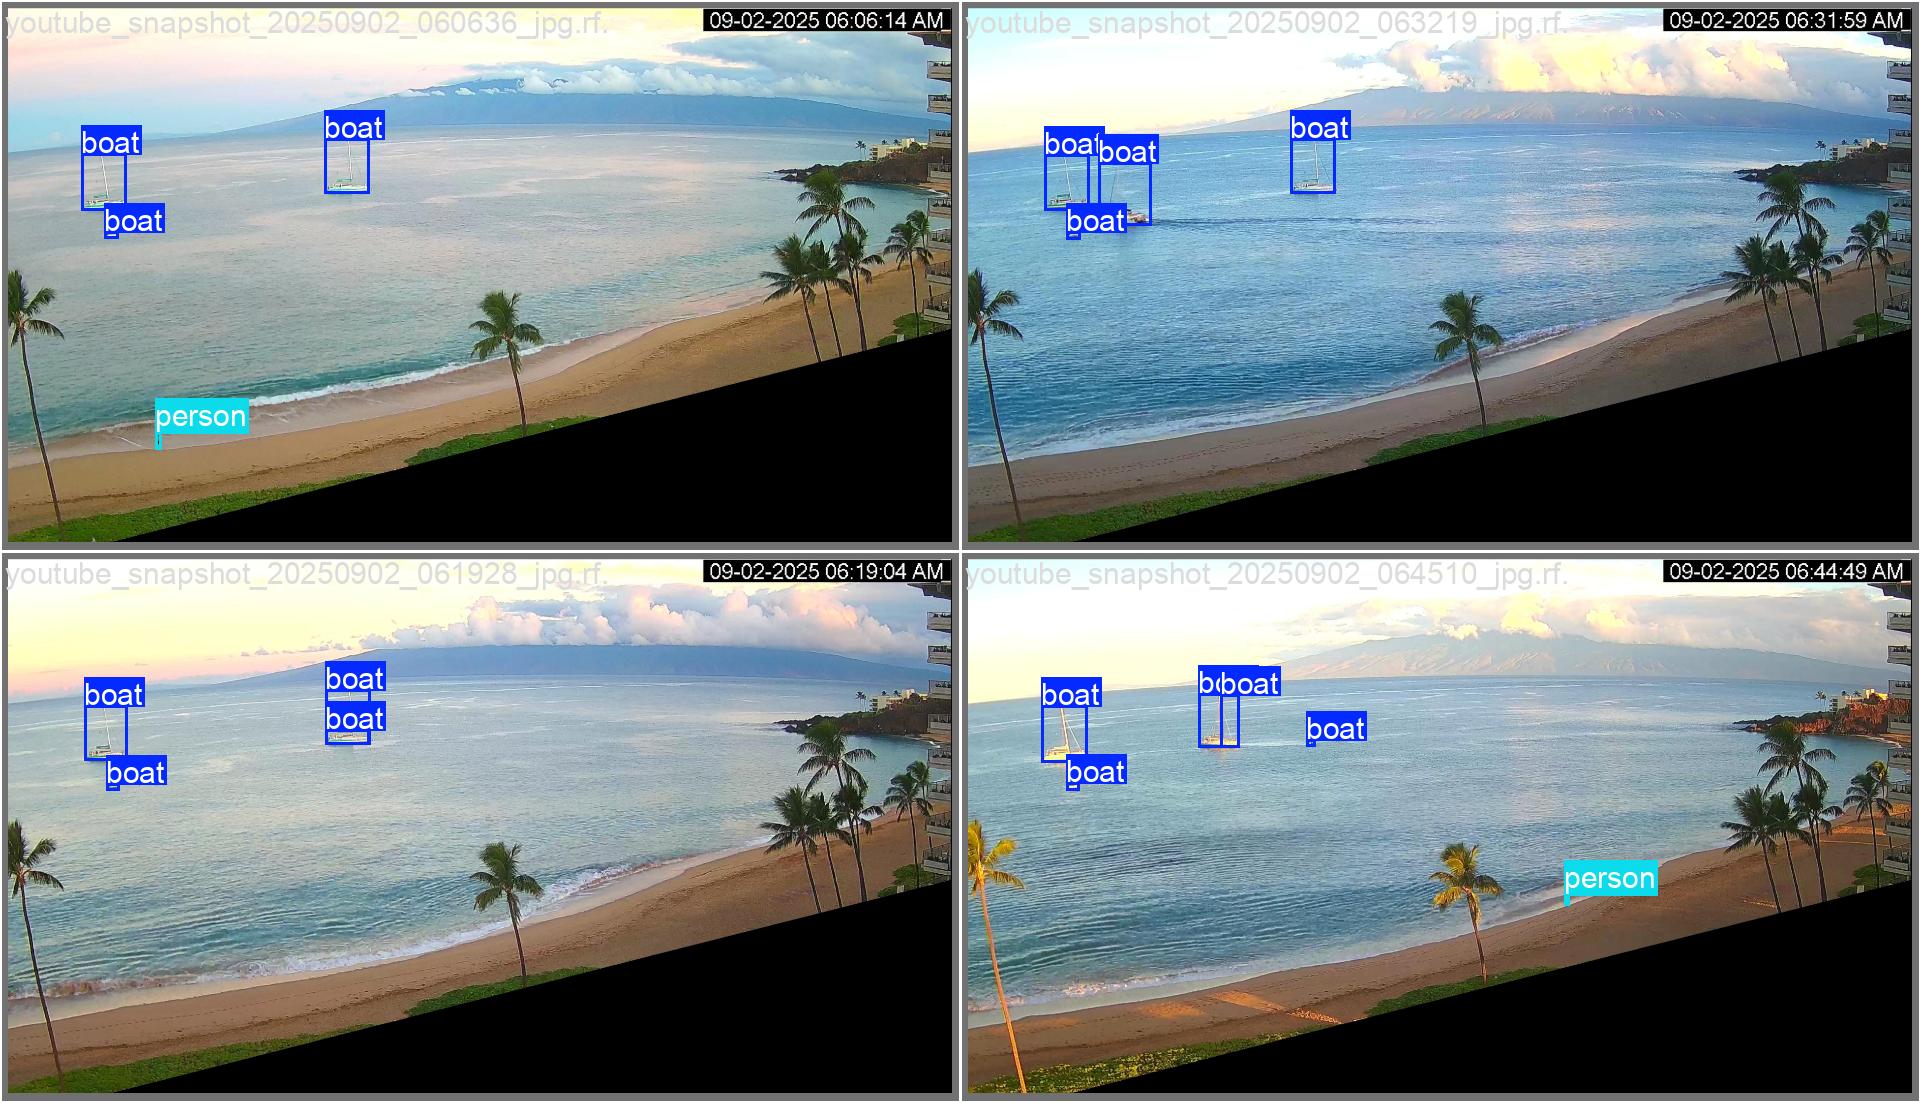 youtube_snapshot_20250902_060636_jpg.rf.
09-02-2025 06:06:14 AM
boat
boat
boat
person
youtube_snapshot_20250902_063219_jpg.rf.
09-02-2025 06:31:59 AM
boat
boat
boat
boat
youtube_snapshot_20250902_061928_jpg.rf.
09-02-2025 06:19:04 AM
boat
boat
boat
boat
youtube_snapshot_20250902_064510_jpg.rf.
09-02-2025 06:44:49 AM
boat
boat
boat
boat
person